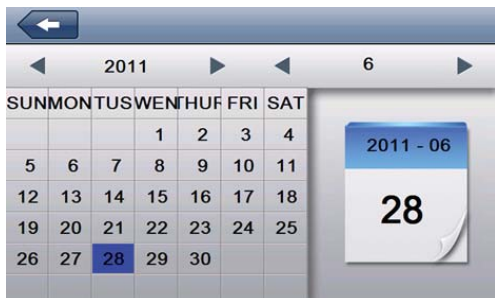 2011 6
SUN MON TUS WEN THUR FRI SAT
1 2 3 4
5 6 7 8 9 10 11
12 13 14 15 16 17 18
19 20 21 22 23 24 25
26 27 28 29 30
2011 - 06
28